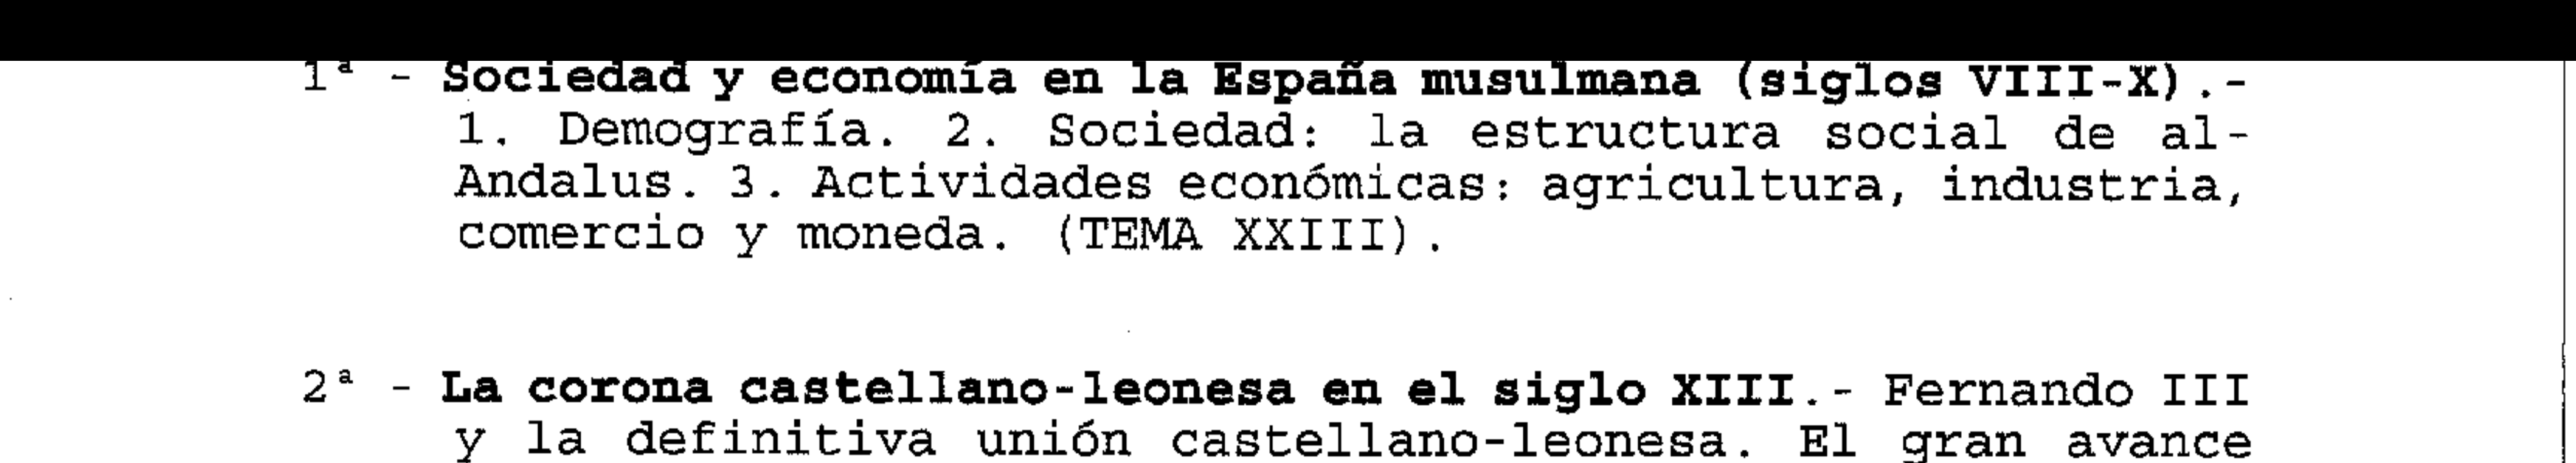 1ª - Sociedad y economía en la España musulmana (siglos VIII-X).-
1. Demografía. 2. Sociedad: la estructura social de al-
Andalus. 3. Actividades económicas: agricultura, industria,
comercio y moneda. (TEMA XXIII).
2ª - La corona castellano-leonesa en el siglo XIII.- Fernando III
y la definitiva unión castellano-leonesa. El gran avance